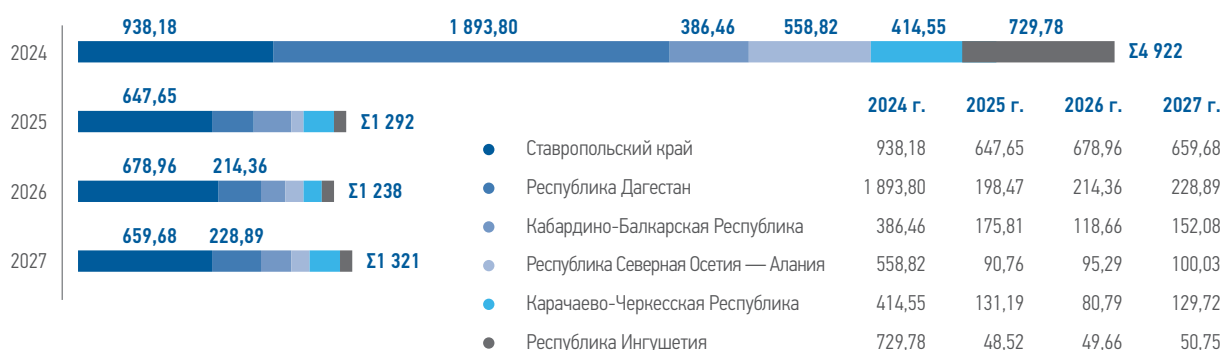 938,18 1 893,80 386,46 558,82 414,55 729,78
2024 Σ4 922
647,65
2025 Σ1 292
678,96 214,36
2026 Σ1 238
659,68 228,89
2027 Σ1 321
2024 г. 2025 г. 2026 г. 2027 г.
Ставропольский край 938,18 647,65 678,96 659,68
Республика Дагестан 1 893,80 198,47 214,36 228,89
Кабардино-Балкарская Республика 386,46 175,81 118,66 152,08
Республика Северная Осетия — Алания 558,82 90,76 95,29 100,03
Карачаево-Черкесская Республика 414,55 131,19 80,79 129,72
Республика Ингушетия 729,78 48,52 49,66 50,75